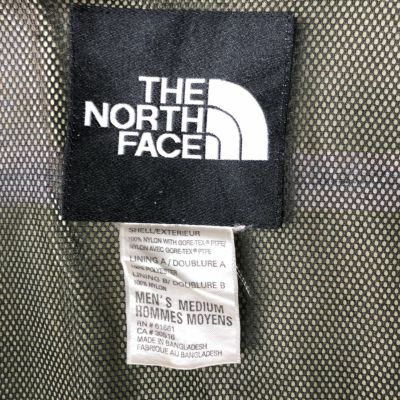 THE
NORTH
FACE
SHELL/EXTERIEUR
100% NYLON WITH GORE-TEX® PTFE/
NYLON AVEC GORE-TEX® PTFE
LINING A/ DOUBLURE A
100% POLYESTER
LINING B/ DOUBLURE B
100% NYLON
MEN'S MEDIUM
HOMMES MOYENS
RN # 61661
CA # 30516
MADE IN BANGLADESH
FABRIQUE AU BANGLADESH